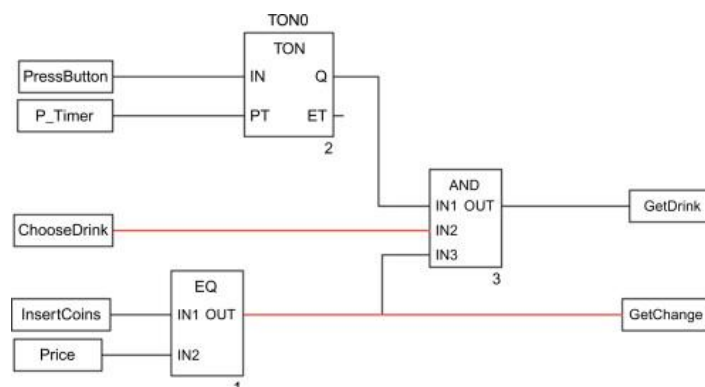 TON0
TON
PressButton
IN Q
P_Timer
PT ET
2
AND
IN1 OUT
GetDrink
ChooseDrink
IN2
IN3
3
EQ
InsertCoins
IN1 OUT
GetChange
Price
IN2
1